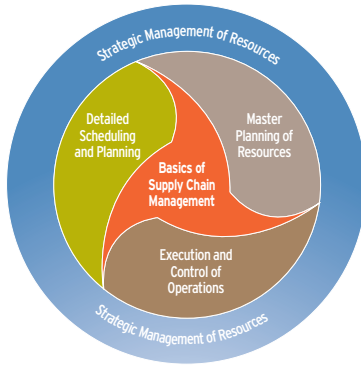 Strategic Management of Resources
Detailed
Scheduling
and Planning
Master
Planning of
Resources
Basics of
Supply Chain
Management
Execution and
Control of
Operations
Strategic Management of Resources